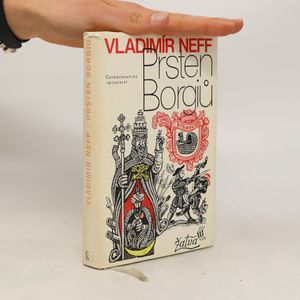 VLADIMÍR NEFF
Prsten
Československý
spisovatel
Borgiů
žatva
VLADIMÍR NEFF / PRSTEN BORGIŮ